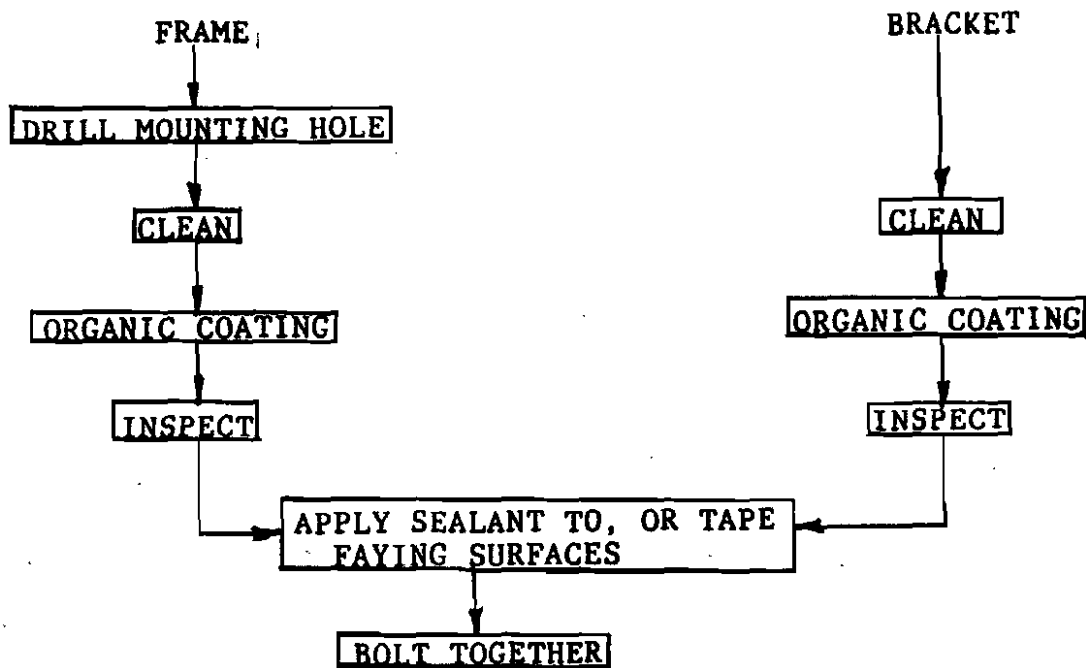 FRAME
DRILL MOUNTING HOLE
CLEAN
ORGANIC COATING
INSPECT
BRACKET
CLEAN
ORGANIC COATING
INSPECT
APPLY SEALANT TO, OR TAPE
FAYING SURFACES
BOLT TOGETHER